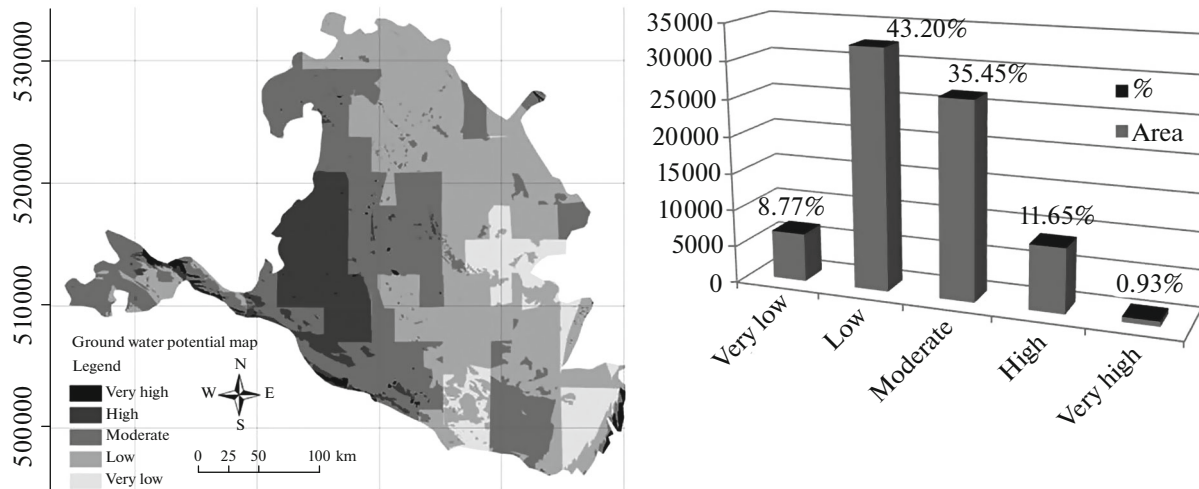 530000
520000
510000
500000
Ground water potential map
Legend
Very high
High
Moderate
Low
Very low
N
W E
S
0 25 50 100 km
35000
30000
25000
20000
15000
10000
5000
0
8.77%
43.20%
35.45%
11.65%
0.93%
%
Area
Very low
Low
Moderate
High
Very high